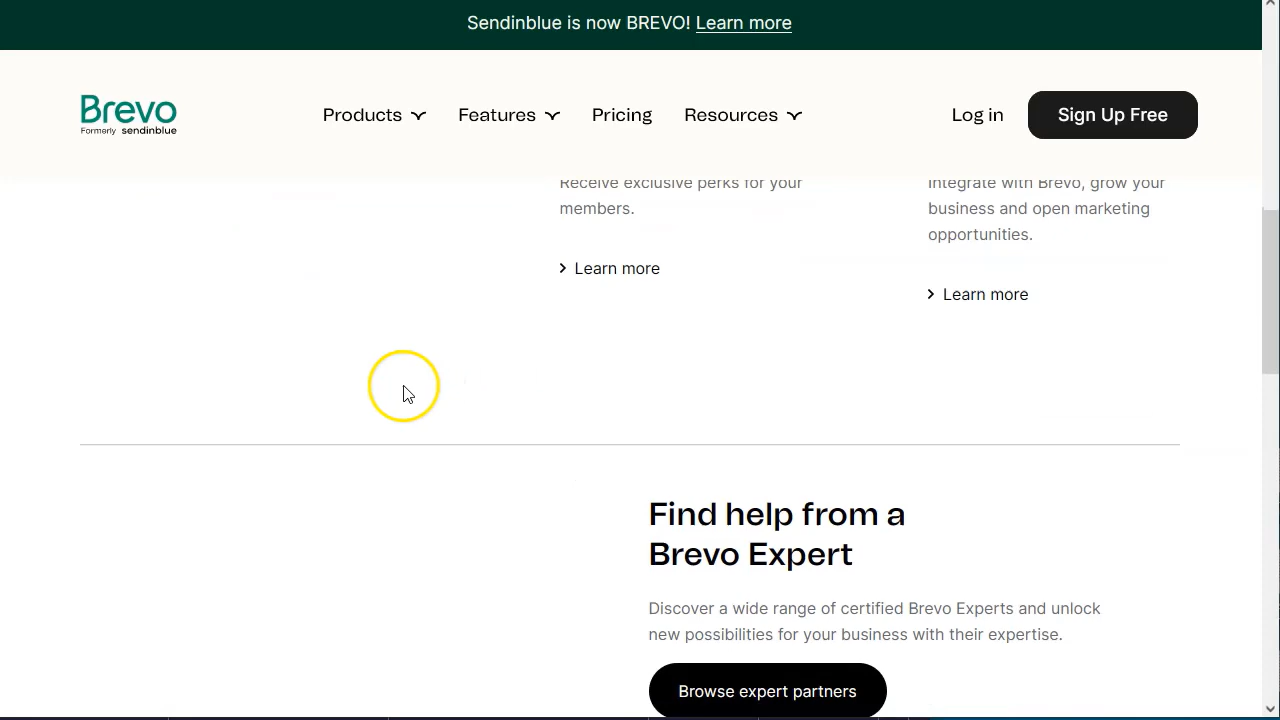 Sendinblue is now BREVO! Learn more
Brevo
Formerly sendinblue
Products
Features
Pricing
Resources
Log in
Sign Up Free
Receive exclusive perks for your
members.
Learn more
Integrate with Brevo, grow your
business and open marketing
opportunities.
Learn more
Find help from a
Brevo Expert
Discover a wide range of certified Brevo Experts and unlock
new possibilities for your business with their expertise.
Browse expert partners